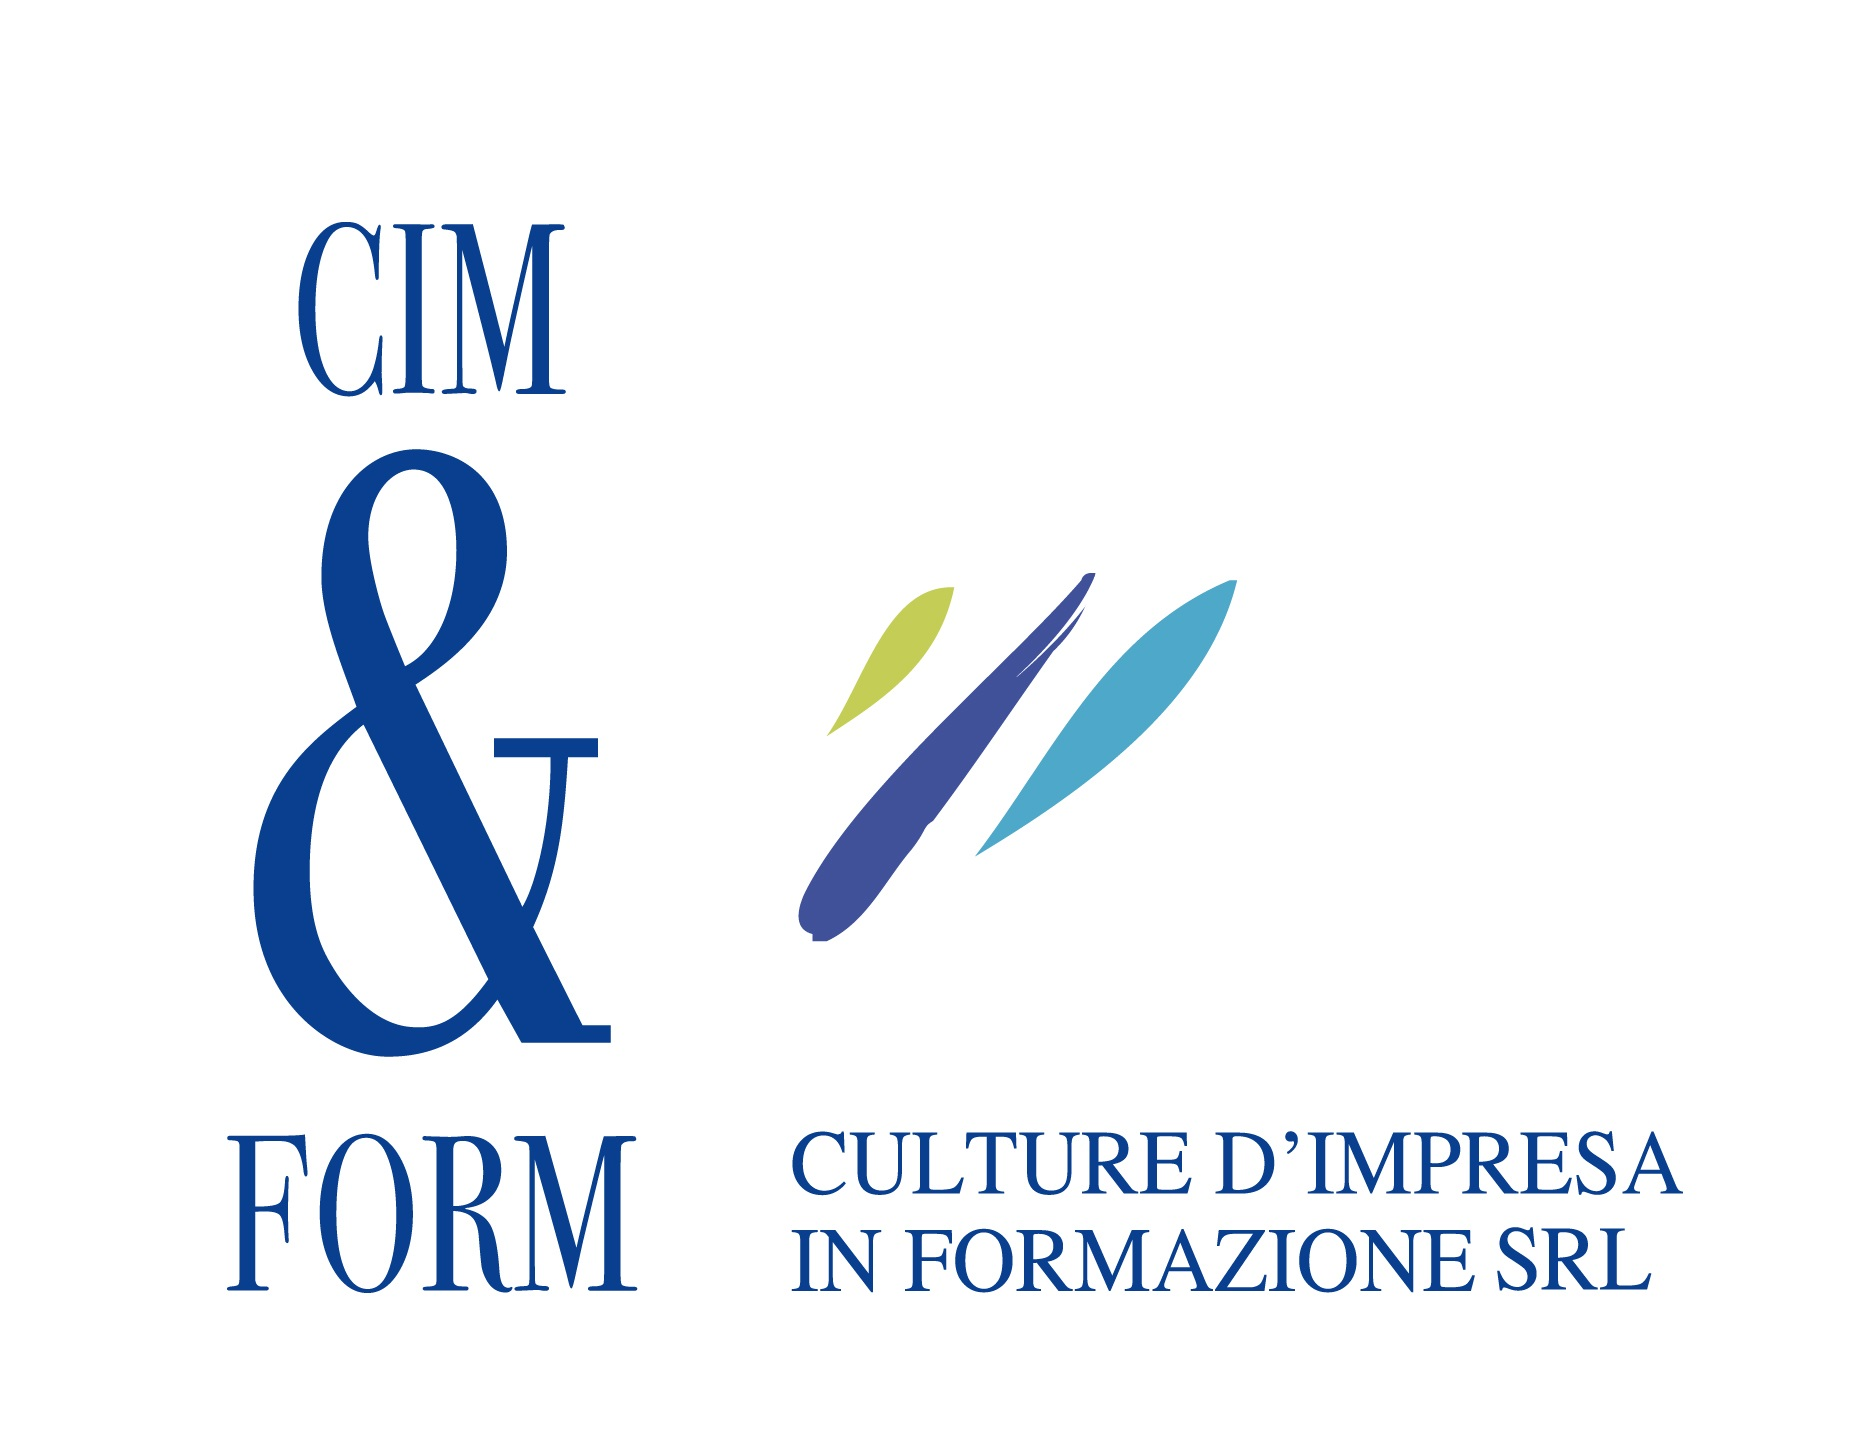 CIM
&
FORM
CULTURE D’IMPRESA
IN FORMAZIONE SRL